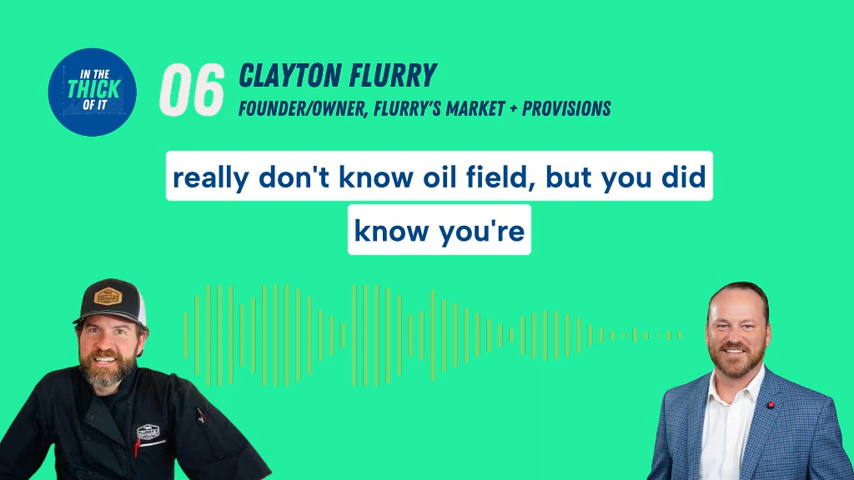 IN THE
THICK
OF IT
06
CLAYTON FLURRY
FOUNDER/OWNER, FLURRY'S MARKET + PROVISIONS
really don't know oil field, but you did
know you're